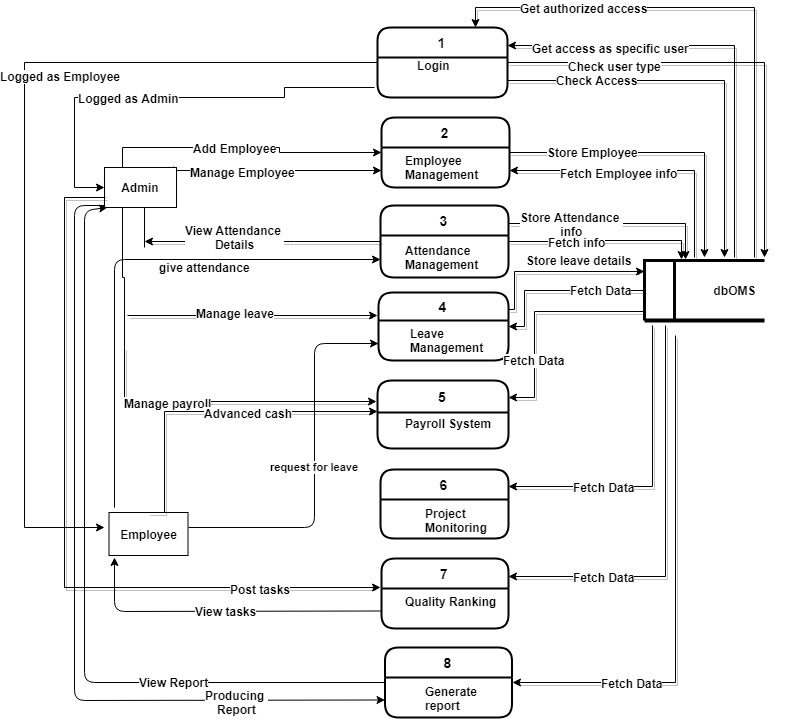 Get authorized access
1
Login
Get access as specific user
Check user type
Check Access
Logged as Employee
Logged as Admin
2
Employee
Management
Add Employee
Manage Employee
Store Employee
Fetch Employee info
Admin
3
Attendance
Management
View Attendance
Details
give attendance
Store Attendance
info
Fetch info
Store leave details
dbOMS
4
Leave
Management
Manage leave
Fetch Data
Fetch Data
5
Payroll System
Manage payroll
Advanced cash
request for leave
6
Project
Monitoring
Fetch Data
Employee
7
Quality Ranking
Fetch Data
Post tasks
View tasks
8
Generate
report
View Report
Producing
Report
Fetch Data